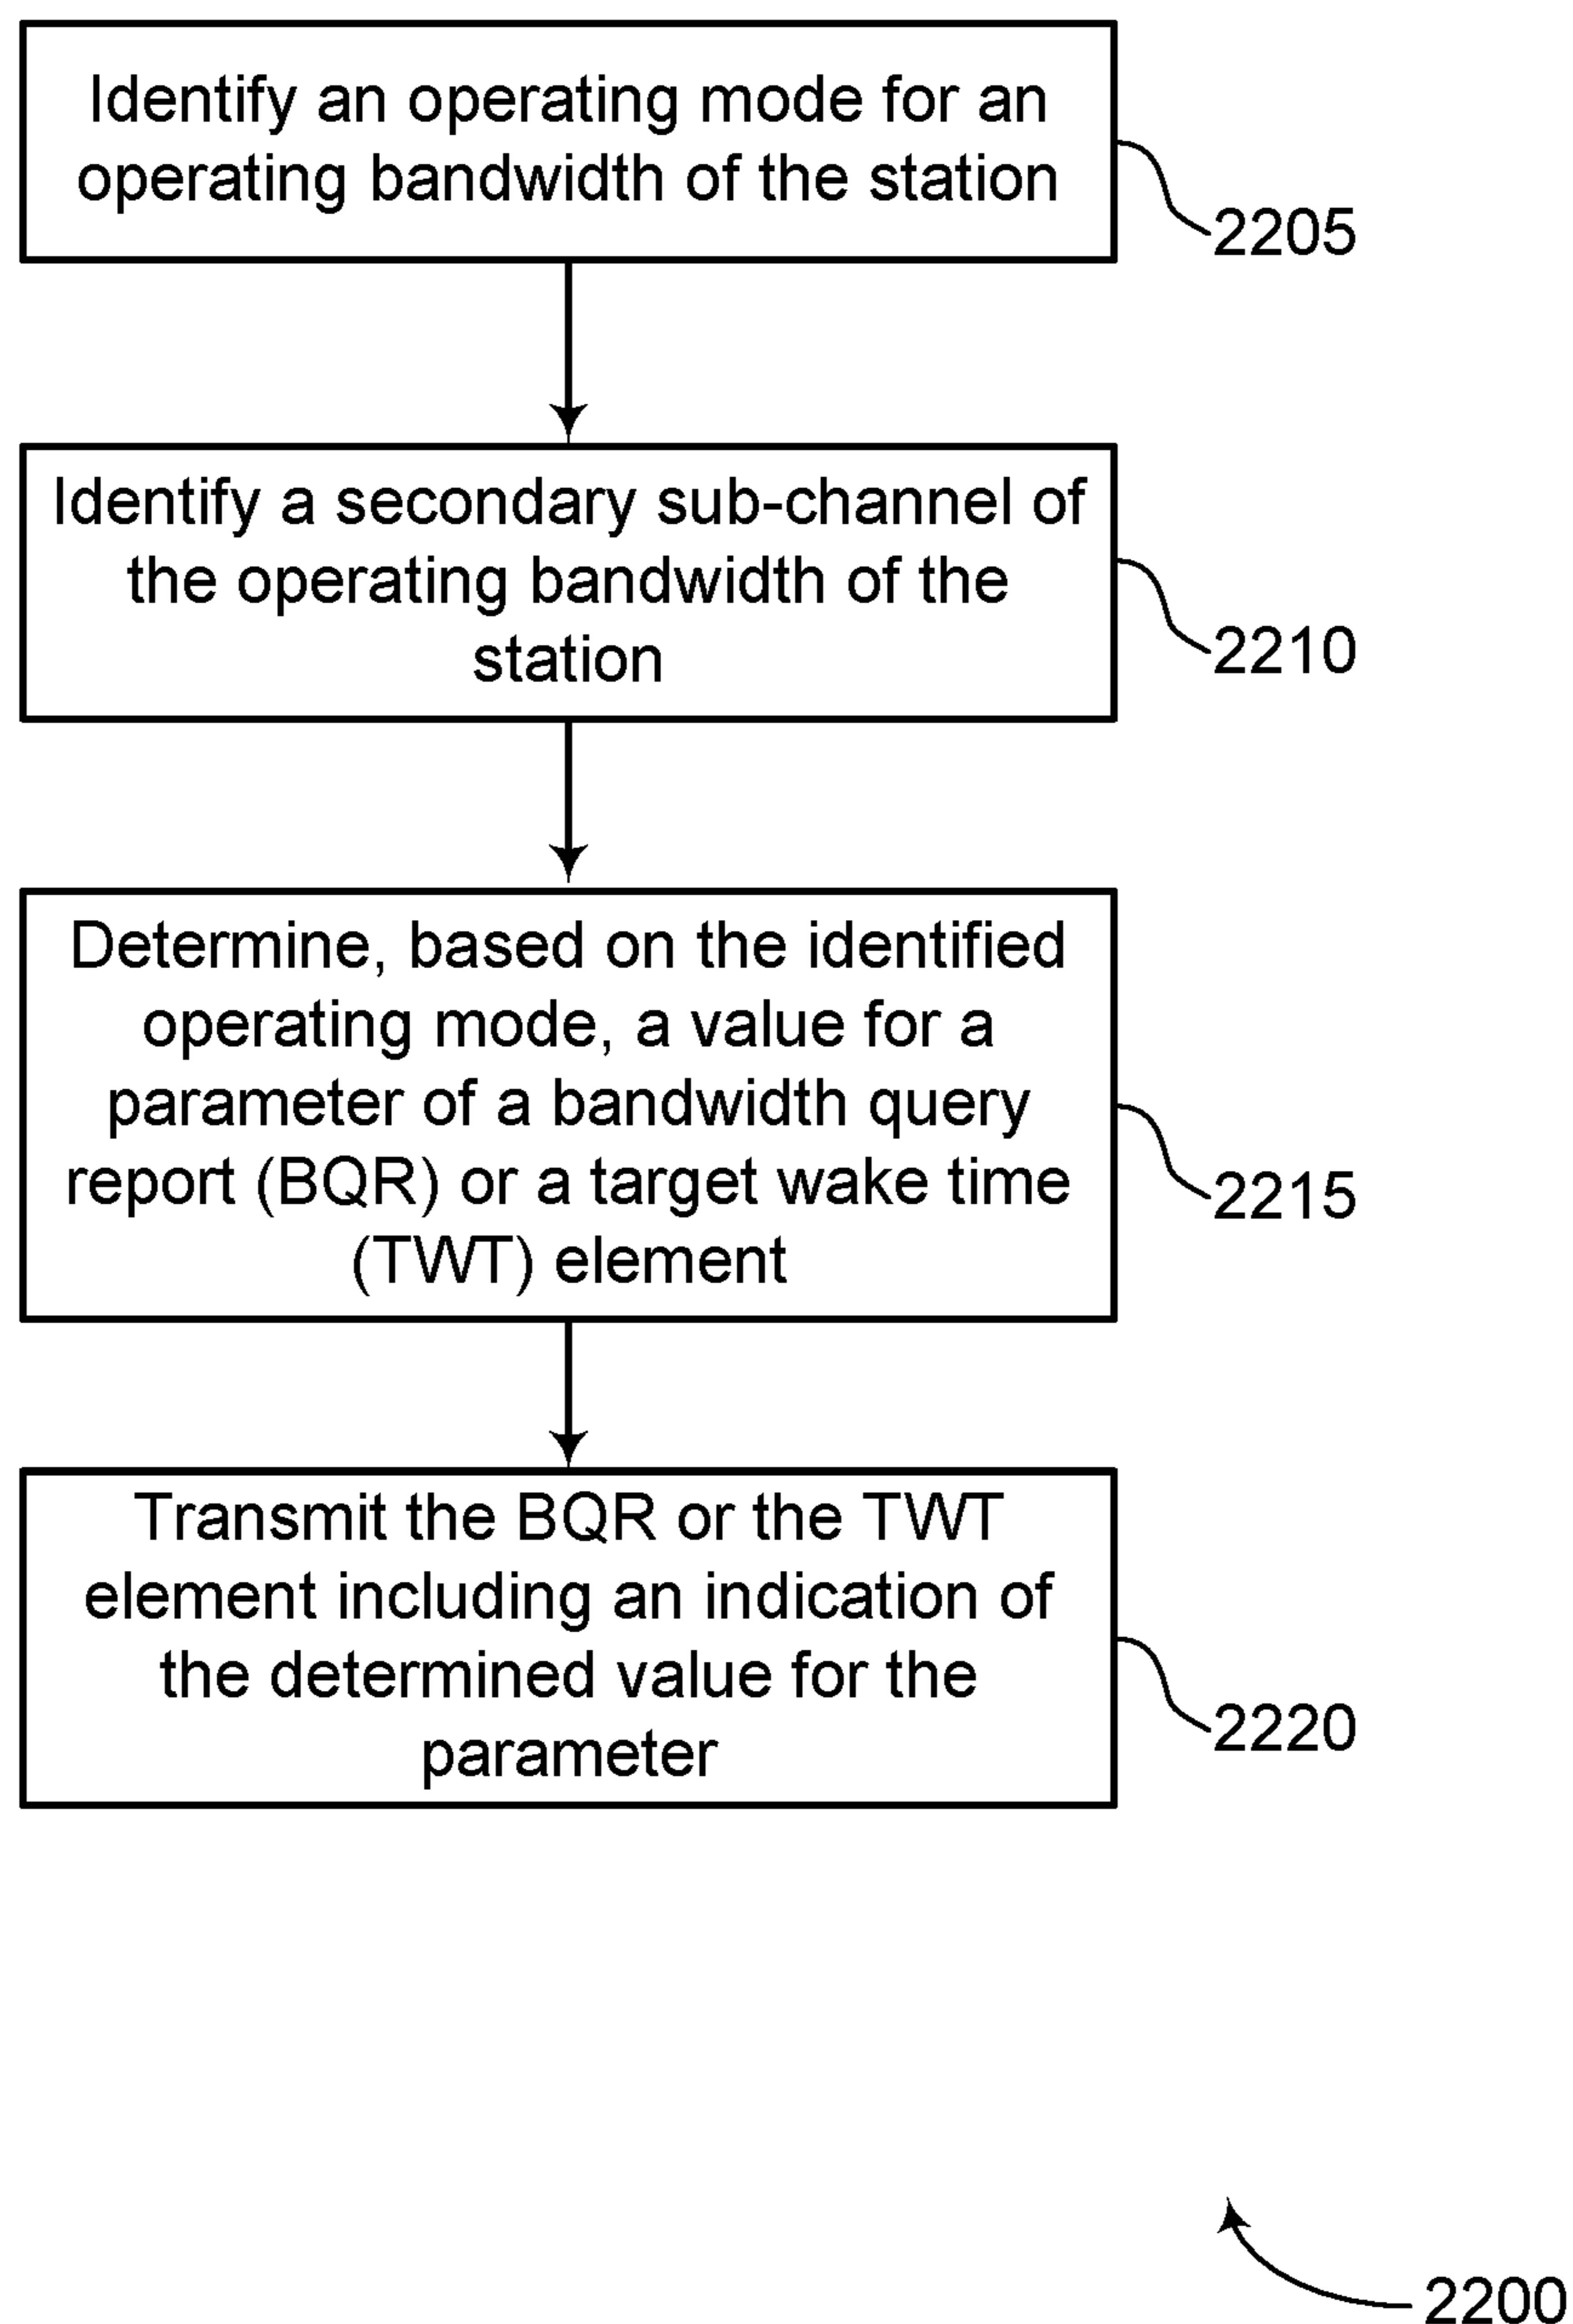 Identify an operating mode for an
operating bandwidth of the station
2205
Identify a secondary sub-channel of
the operating bandwidth of the
station
2210
Determine, based on the identified
operating mode, a value for a
parameter of a bandwidth query
report (BQR) or a target wake time
(TWT) element
2215
Transmit the BQR or the TWT
element including an indication of
the determined value for the
parameter
2220
2200